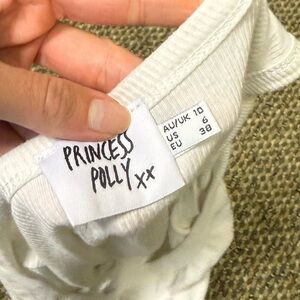 PRINCESS
POLLY xx
AU/UK 10
US 6
EU 38